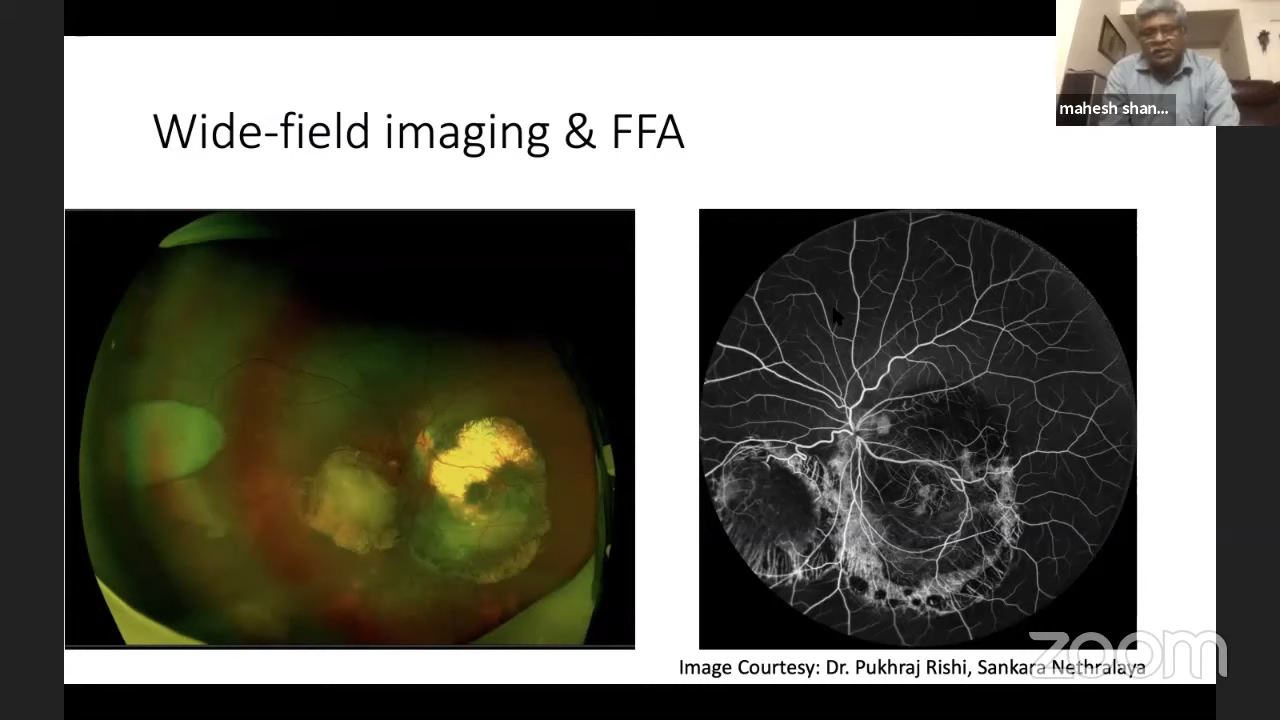 mahesh shan...
Wide-field imaging & FFA
Image Courtesy: Dr. Pukhraj Rishi, Sankara Nethralaya
zoom